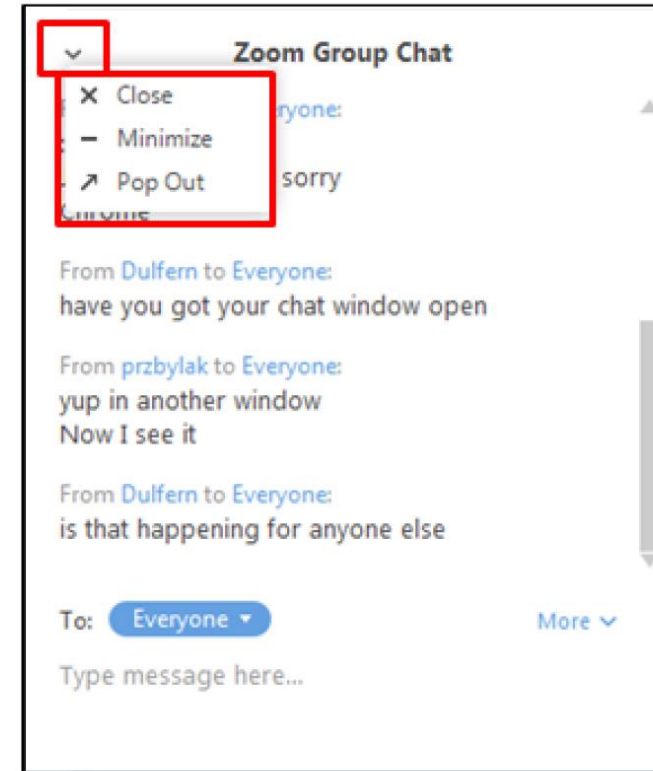 Zoom Group Chat
Close
ryone:
Minimize
Pop Out
sorry
Chrome
From Dulfern to Everyone:
have you got your chat window open
From przbylak to Everyone:
yup in another window
Now I see it
From Dulfern to Everyone:
is that happening for anyone else
To: Everyone
More
Type message here...